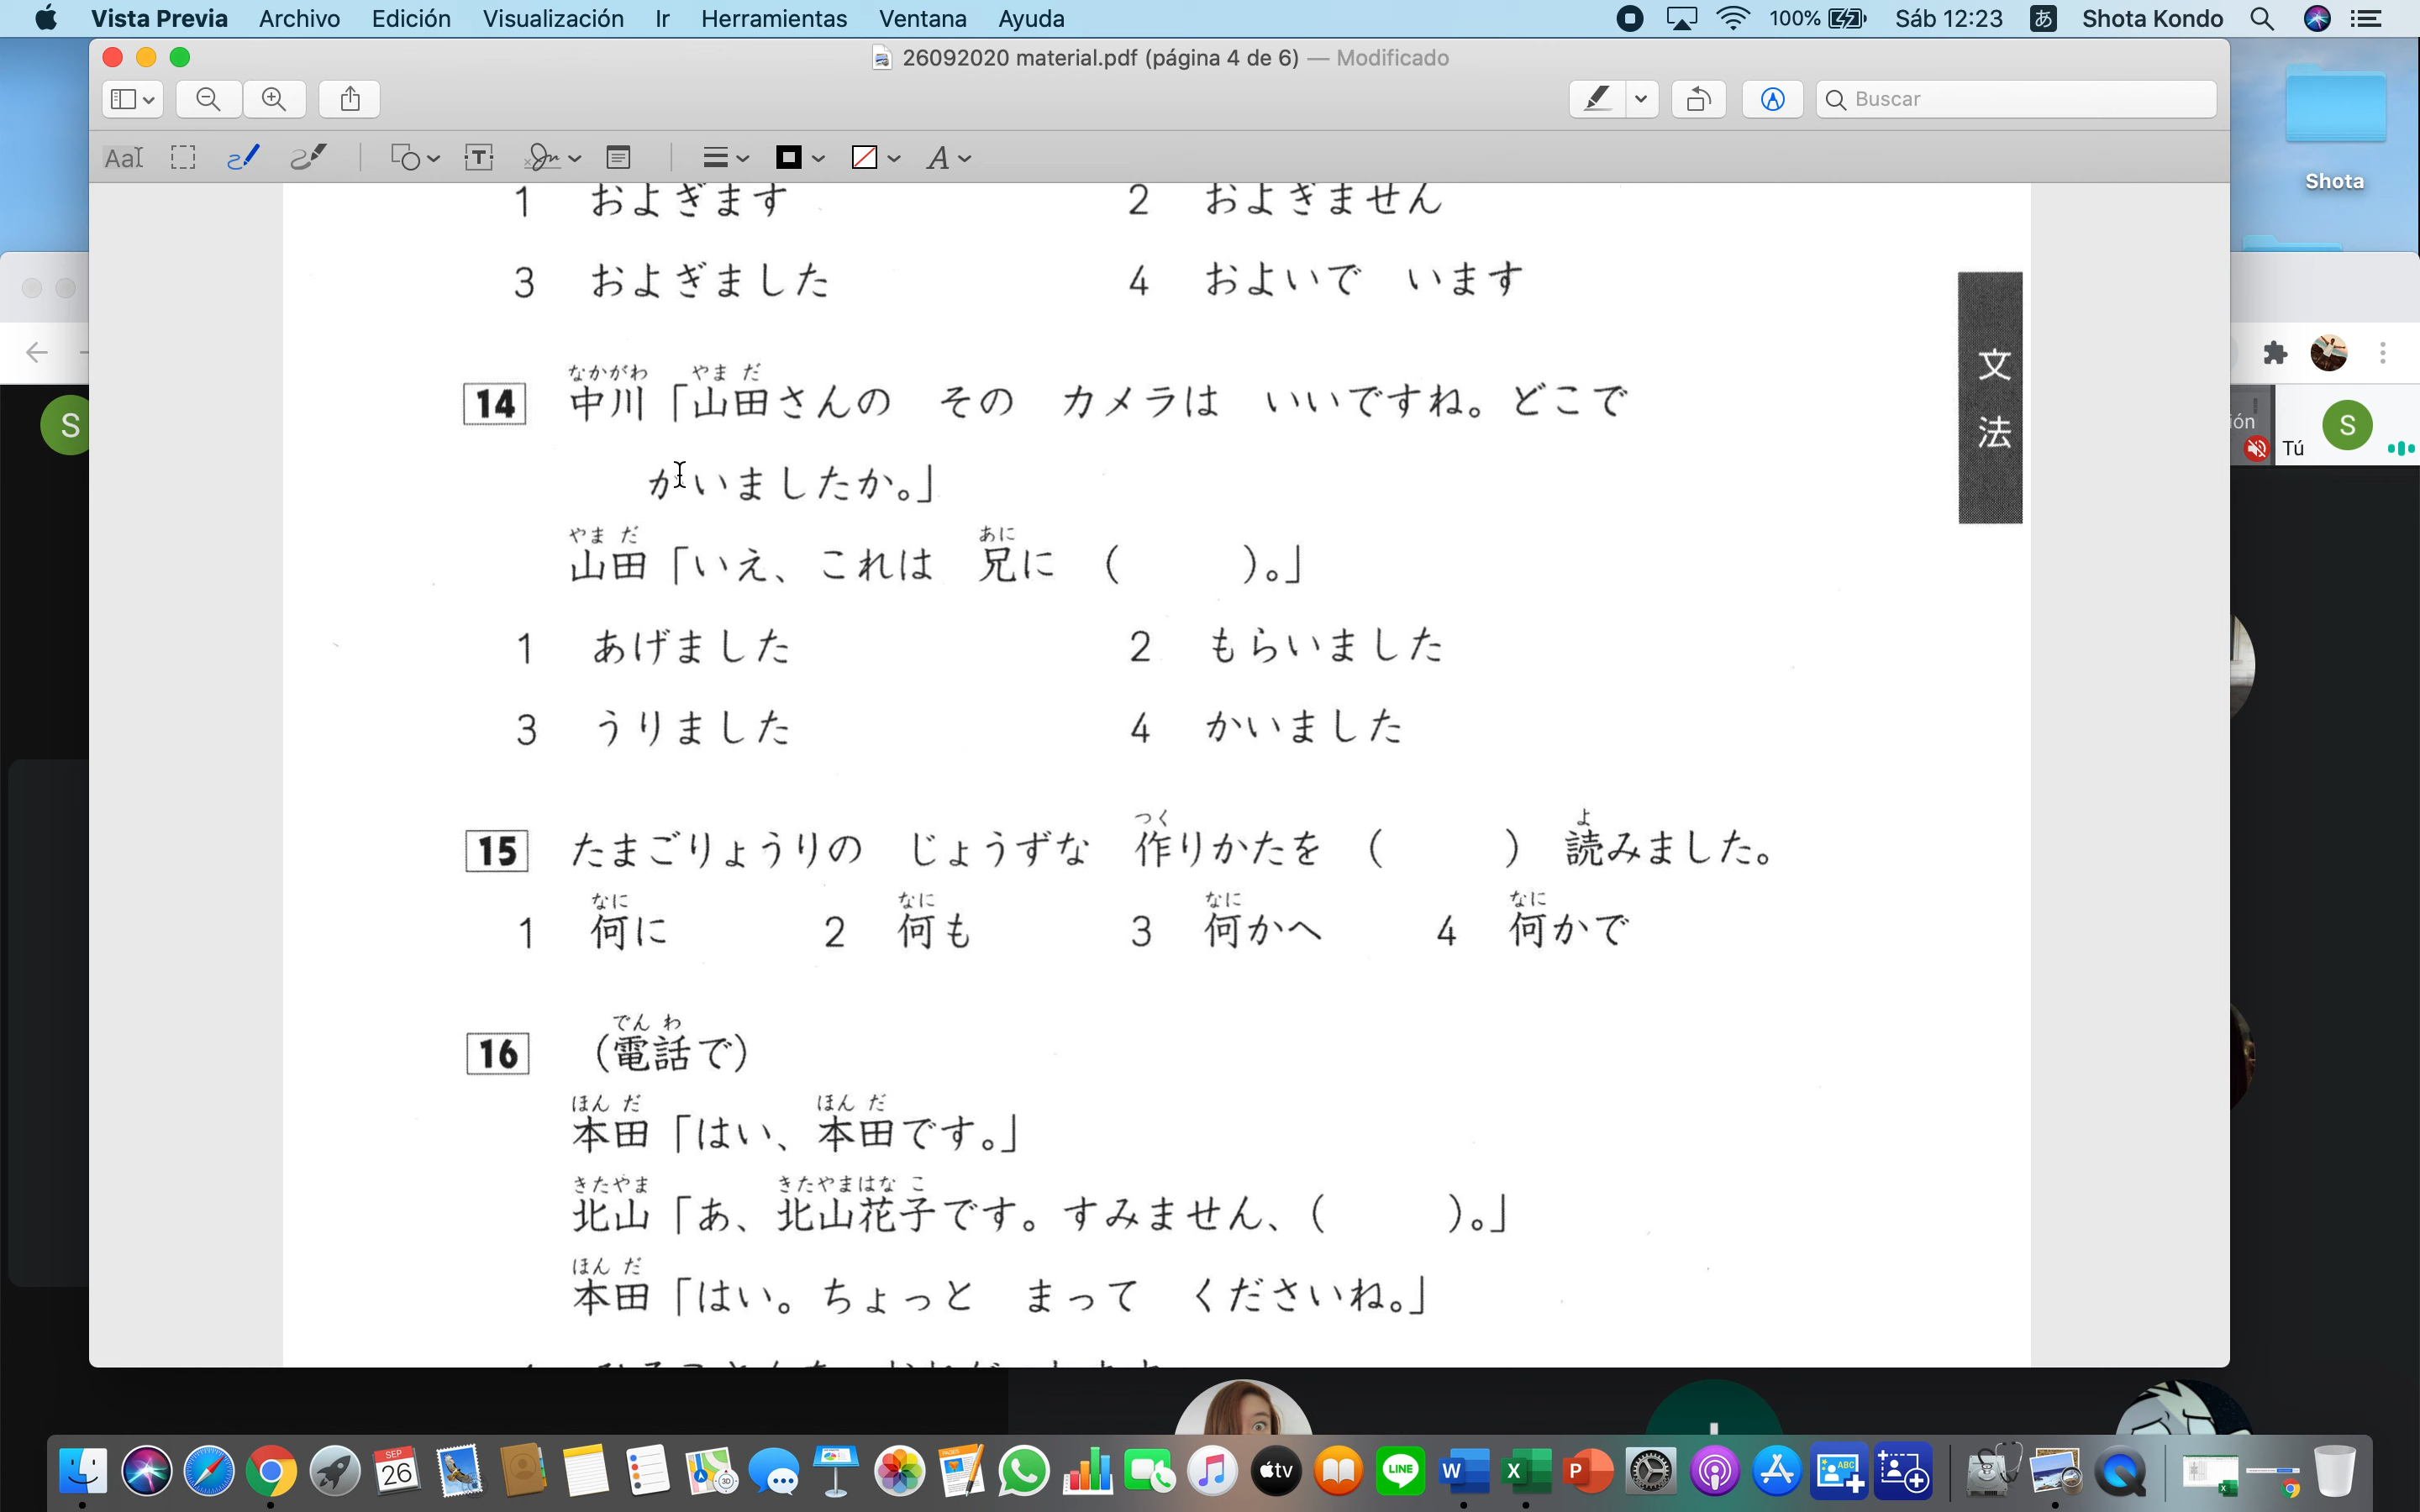 Vista Previa Archivo Edición Visualización Ir Herramientas Ventana Ayuda 100% Sáb 12:23 あ Shota Kondo
26092020 material.pdf (página 4 de 6) — Modificado
Buscar
Shota
1 およぎます 2 およぎません
3 およぎました 4 およいで います
文法
なかがわ やま だ
14 中川「山田さんの その カメラは いいですね。どこで
かいましたか。」
S
ión
Tú S
やま だ あに
山田「いえ、これは 兄に ( )。」
1 あげました 2 もらいました
3 うりました 4 かいました
つく よ
15 たまごりょうりの じょうずな 作りかたを ( ) 読みました。
なに なに なに なに
1 何に 2 何も 3 何かへ 4 何かで
でん わ
16 (電話で)
ほん だ ほん だ
本田「はい、本田です。」
きたやま きたやまはな こ
北山「あ、北山花子です。すみません、( )。」
ほん だ
本田「はい。ちょっと まって くださいね。」
SEP
26
PAGES
3D
tv
LINE
W
X
P
ABC